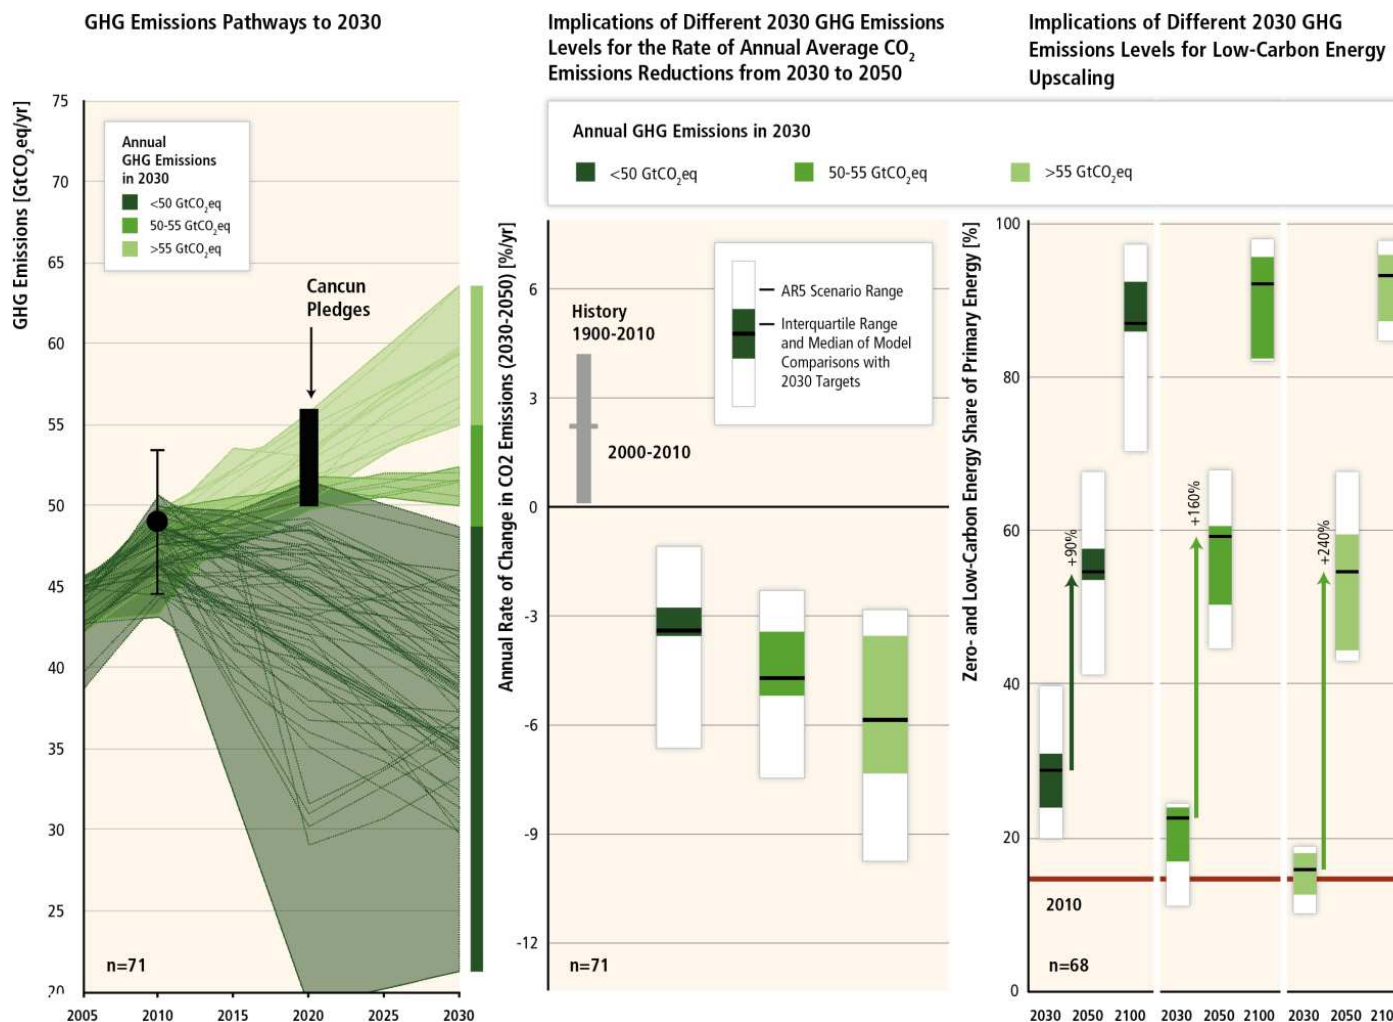 GHG Emissions Pathways to 2030
GHG Emissions [GtCO₂eq/yr]
75
70
65
60
55
50
45
40
35
30
25
20
Annual
GHG Emissions
in 2030
<50 GtCO₂eq
50-55 GtCO₂eq
>55 GtCO₂eq
Cancun
Pledges
n=71
2005 2010 2015 2020 2025 2030
Implications of Different 2030 GHG Emissions
Levels for the Rate of Annual Average CO₂
Emissions Reductions from 2030 to 2050
Implications of Different 2030 GHG
Emissions Levels for Low-Carbon Energy
Upscaling
Annual GHG Emissions in 2030
<50 GtCO₂eq 50-55 GtCO₂eq >55 GtCO₂eq
Annual Rate of Change in CO2 Emissions (2030-2050) [%/yr]
6
3
0
-3
-6
-9
-12
History
1900-2010
2000-2010
AR5 Scenario Range
Interquartile Range
and Median of Model
Comparisons with
2030 Targets
n=71
Zero- and Low-Carbon Energy Share of Primary Energy [%]
100
80
60
40
20
0
+90%
+160%
+240%
2010
n=68
2030 2050 2100 2030 2050 2100 2030 2050 210